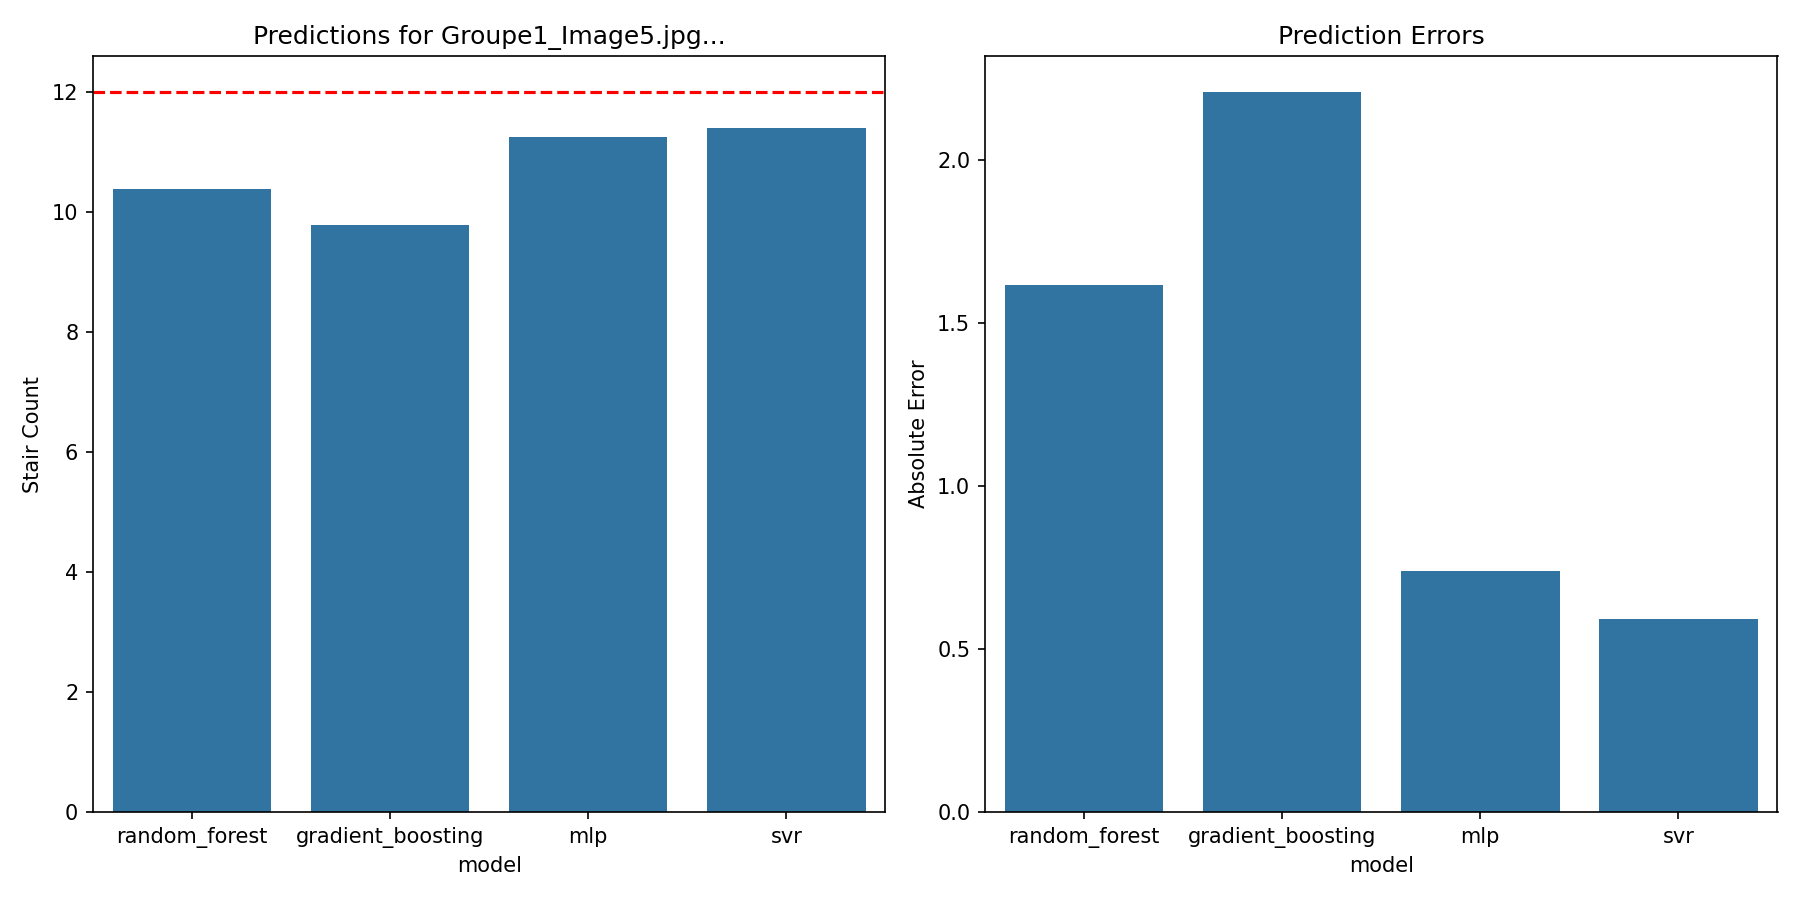 Predictions for Groupe1_Image5.jpg...
Stair Count
12
10
8
6
4
2
0
random_forest gradient_boosting mlp svr
model
Prediction Errors
Absolute Error
2.0
1.5
1.0
0.5
0.0
random_forest gradient_boosting mlp svr
model